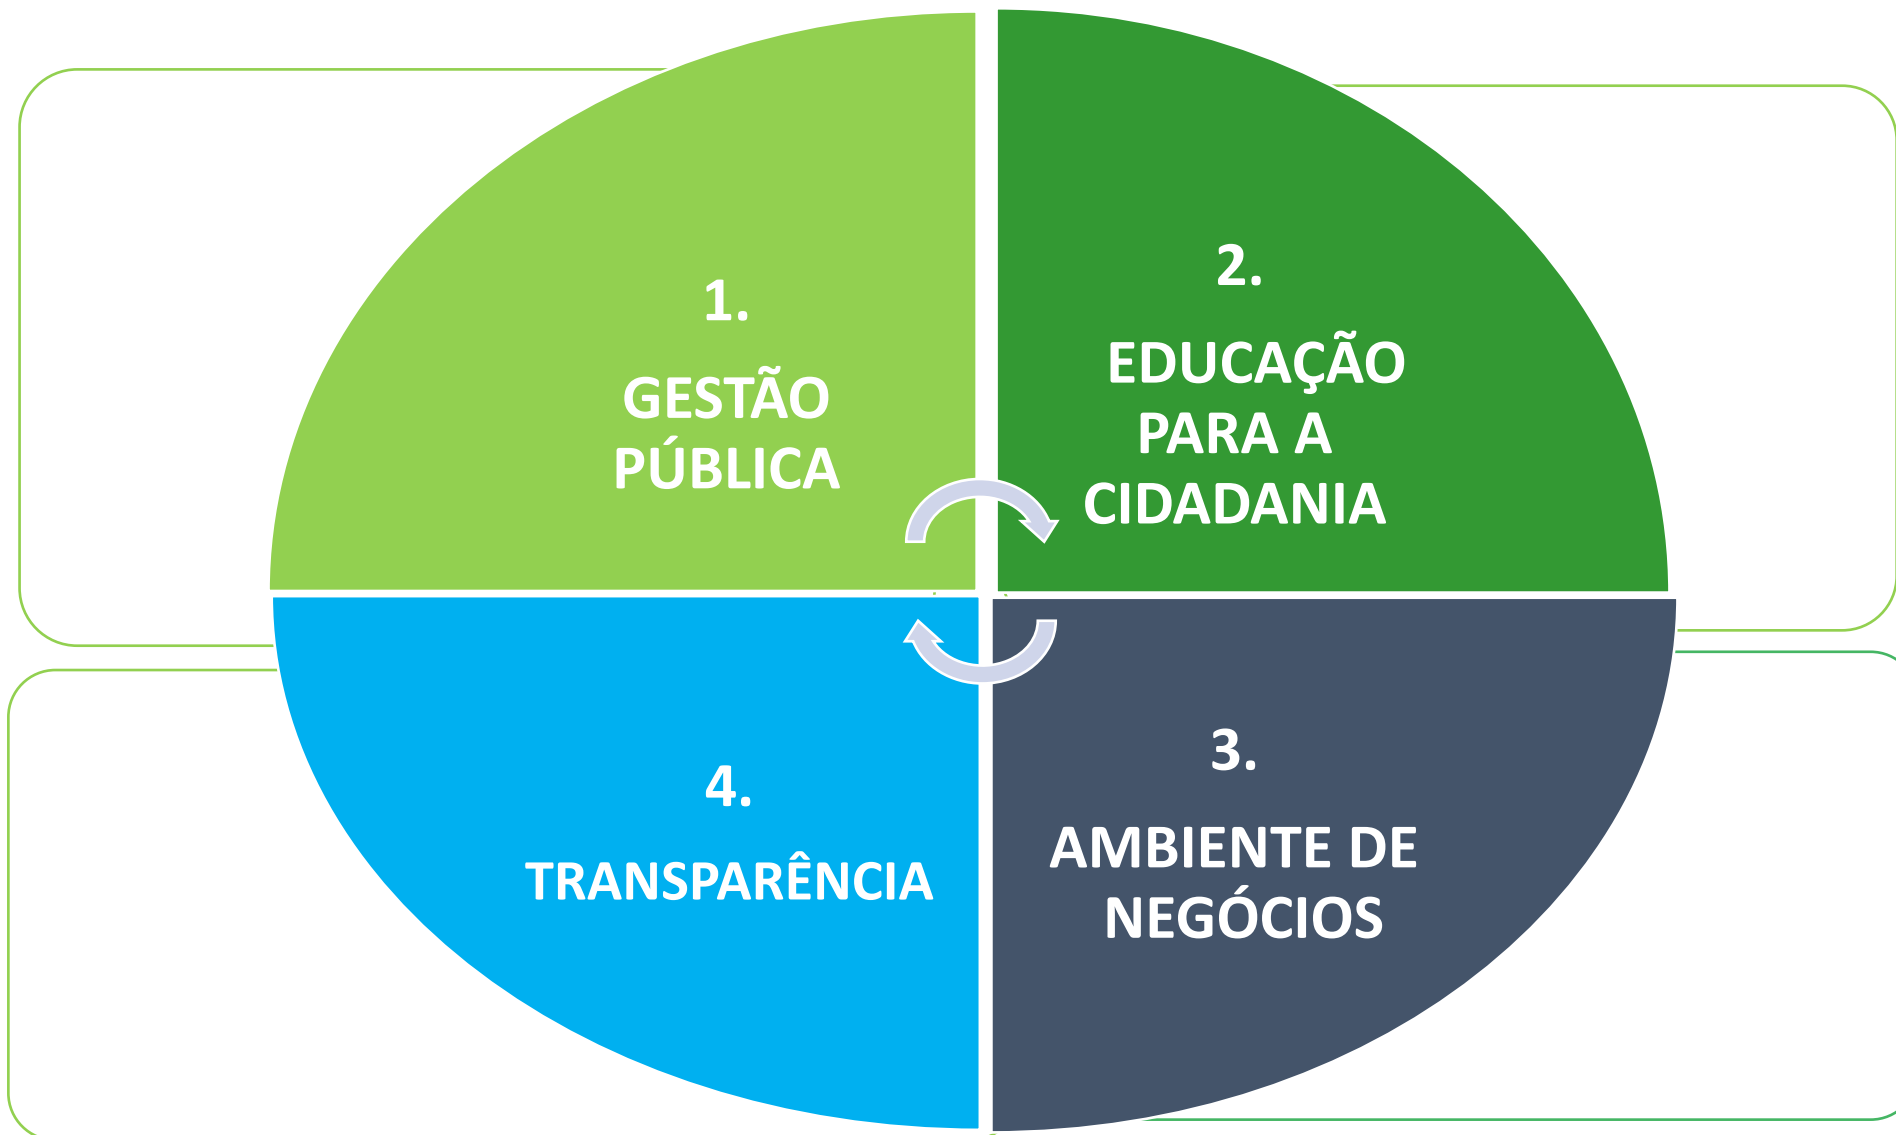 1.
GESTÃO
PÚBLICA
2.
EDUCAÇÃO
PARA A
CIDADANIA
3.
AMBIENTE DE
NEGÓCIOS
4.
TRANSPARÊNCIA